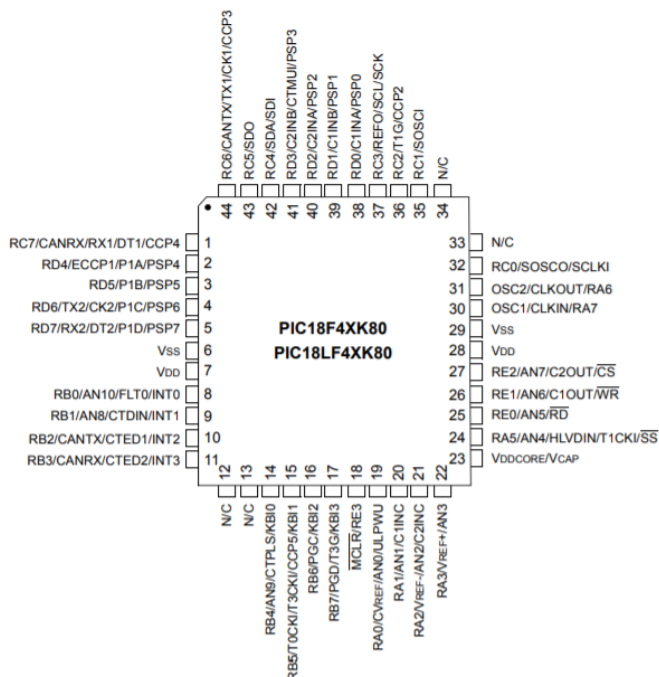 RC6/CANTX/TX1/CK1/CCP3
RC5/SDO
RC4/SDA/SDI
RD3/C2INB/CTMUI/PSP3
RD2/C2INA/PSP2
RD1/C1INB/PSP1
RD0/C1INA/PSP0
RC3/REFO/SCL/SCK
RC2/T1G/CCP2
RC1/SOSCI
N/C
44 43 42 41 40 39 38 37 36 35 34
RC7/CANRX/RX1/DT1/CCP4 1
RD4/ECCP1/P1A/PSP4 2
RD5/P1B/PSP5 3
RD6/TX2/CK2/P1C/PSP6 4
RD7/RX2/DT2/P1D/PSP7 5
VSS 6
VDD 7
RB0/AN10/FLT0/INT0 8
RB1/AN8/CTDIN/INT1 9
RB2/CANTX/CTED1/INT2 10
RB3/CANRX/CTED2/INT3 11
PIC18F4XK80
PIC18LF4XK80
33 N/C
32 RC0/SOSCO/SCLKI
31 OSC2/CLKOUT/RA6
30 OSC1/CLKIN/RA7
29 VSS
28 VDD
27 RE2/AN7/C2OUT/C̅S̅
26 RE1/AN6/C1OUT/W̅R̅
25 RE0/AN5/R̅D̅
24 RA5/AN4/HLVDIN/T1CKI/S̅S̅
23 VDDCORE/VCAP
12 13 14 15 16 17 18 19 20 21 22
N/C
N/C
RB4/AN9/CTPLS/KBI0
RB5/T0CKI/T3CKI/CCP5/KBI1
RB6/PGC/KBI2
RB7/PGD/T3G/KBI3
M̅C̅L̅R̅/RE3
RA0/CVREF/AN0/ULPWU
RA1/AN1/C1INC
RA2/VREF-/AN2/C2INC
RA3/VREF+/AN3